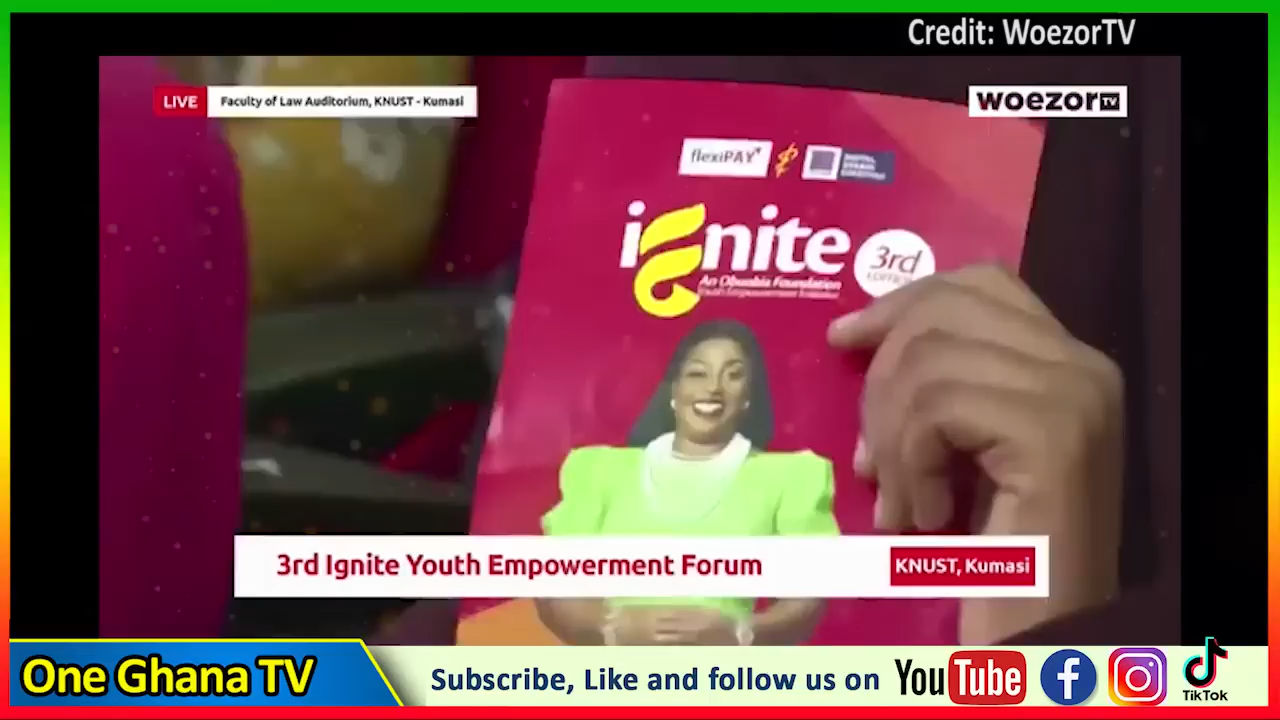 Credit: WoezorTV
LIVE
Faculty of Law Auditorium, KNUST - Kumasi
woezor TV
flexiPAY
ignite
3rd
An Obuabia Foundation
3rd Ignite Youth Empowerment Forum
KNUST, Kumasi
One Ghana TV
Subscribe, Like and follow us on
YouTube
TikTok